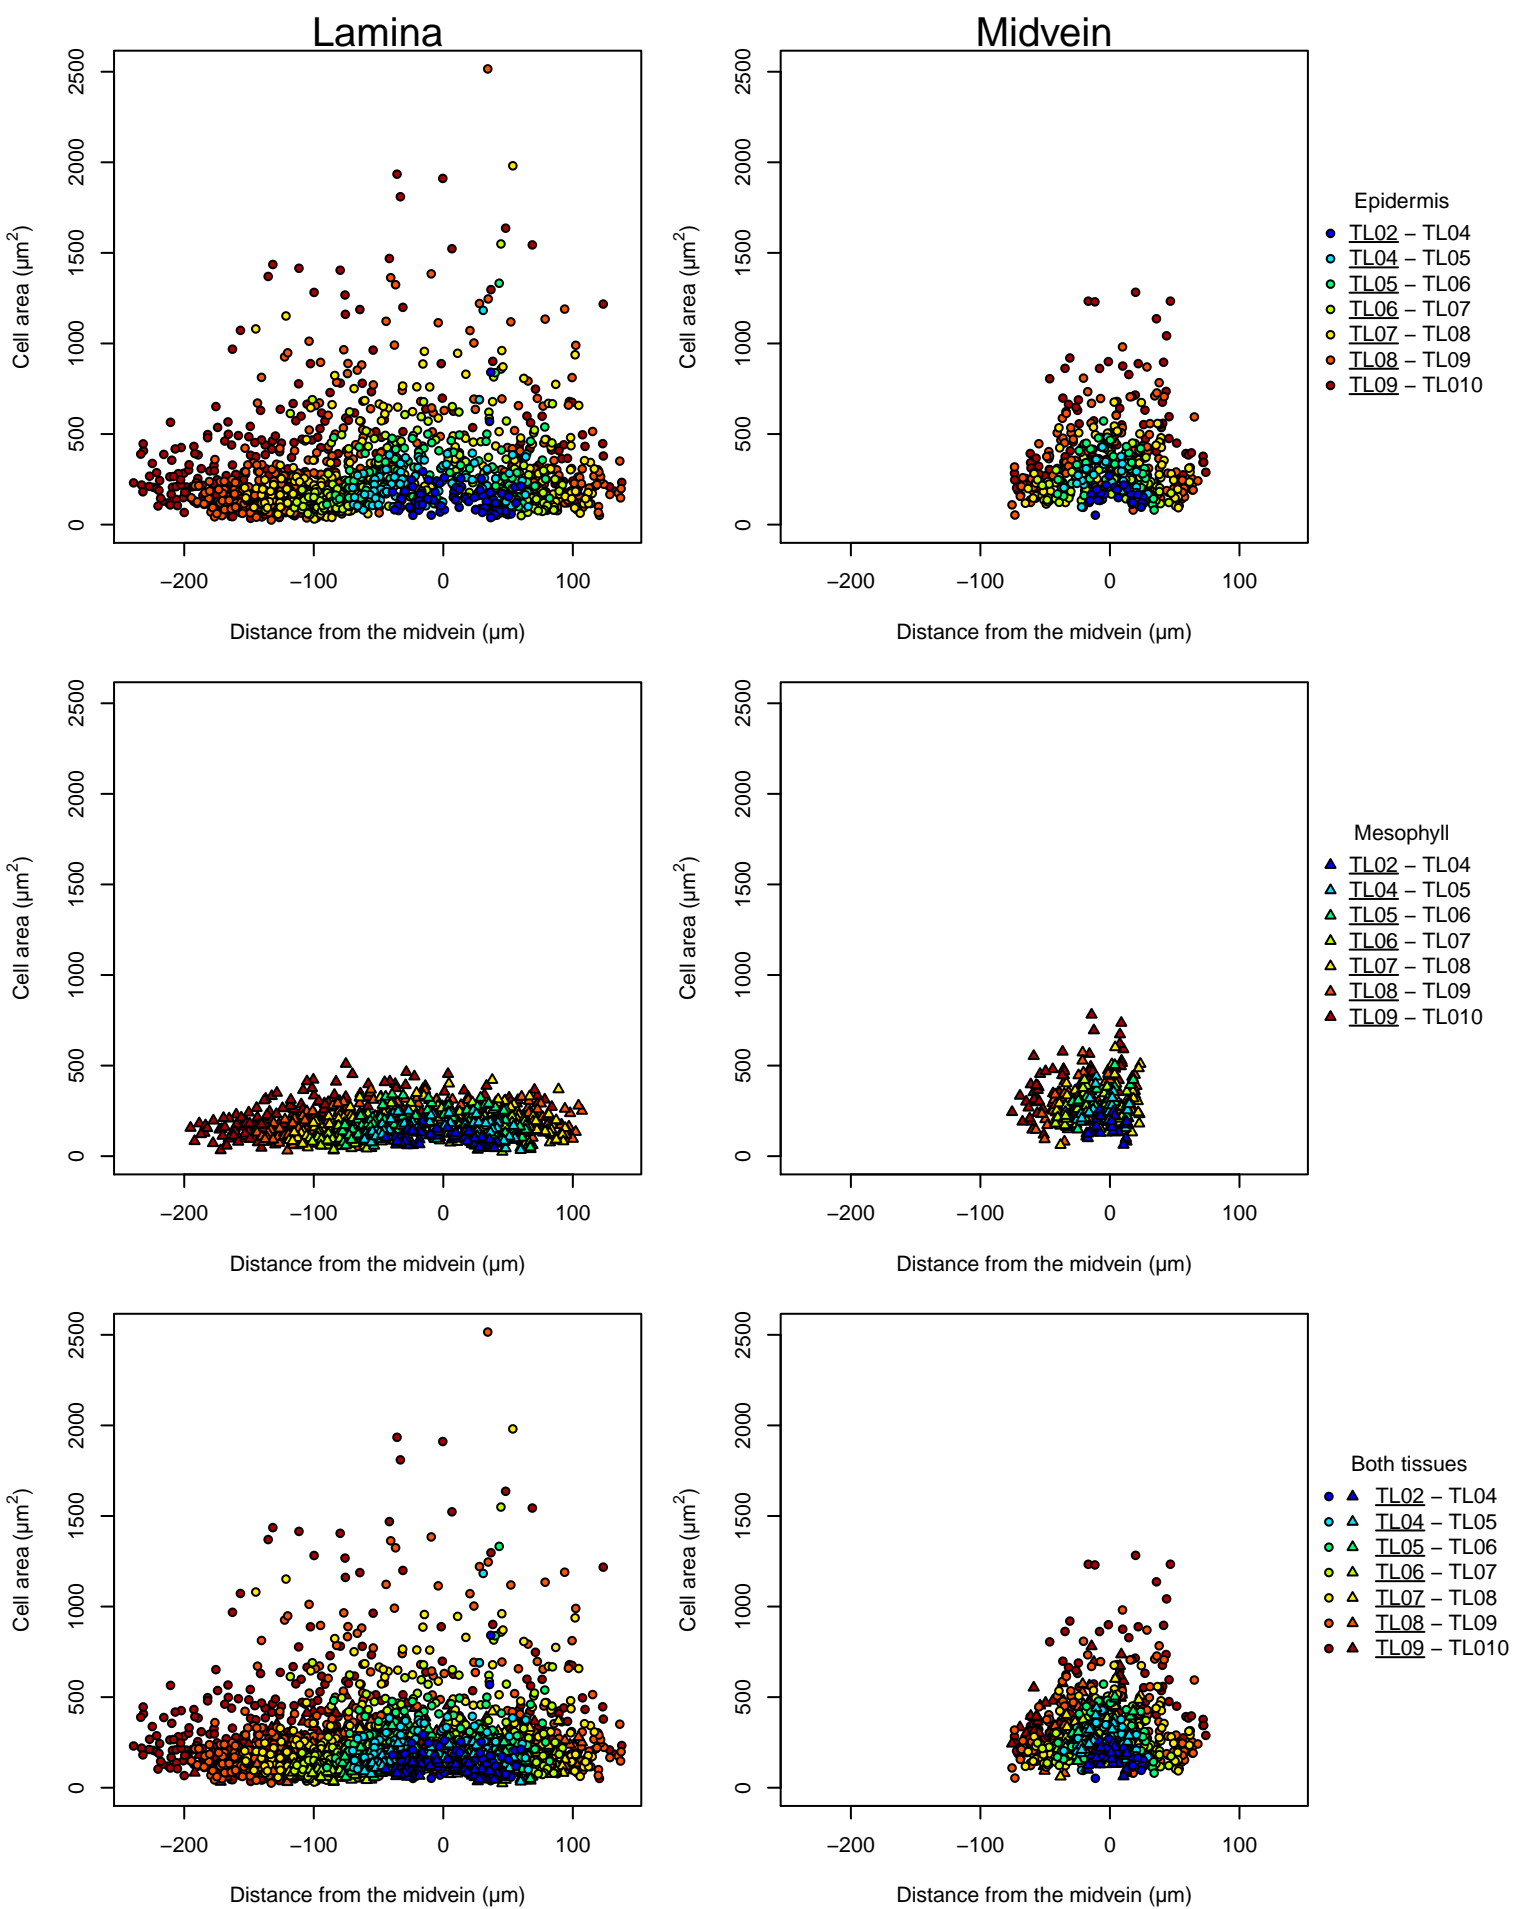 Lamina
Midvein
2500
2000
1500
1000
500
0
Cell area (µm²)
−200 −100 0 100
Distance from the midvein (µm)
2500
2000
1500
1000
500
0
Cell area (µm²)
−200 −100 0 100
Distance from the midvein (µm)
Epidermis
TL02 − TL04
TL04 − TL05
TL05 − TL06
TL06 − TL07
TL07 − TL08
TL08 − TL09
TL09 − TL010
2500
2000
1500
1000
500
0
Cell area (µm²)
−200 −100 0 100
Distance from the midvein (µm)
2500
2000
1500
1000
500
0
Cell area (µm²)
−200 −100 0 100
Distance from the midvein (µm)
Mesophyll
TL02 − TL04
TL04 − TL05
TL05 − TL06
TL06 − TL07
TL07 − TL08
TL08 − TL09
TL09 − TL010
2500
2000
1500
1000
500
0
Cell area (µm²)
−200 −100 0 100
Distance from the midvein (µm)
2500
2000
1500
1000
500
0
Cell area (µm²)
−200 −100 0 100
Distance from the midvein (µm)
Both tissues
TL02 − TL04
TL04 − TL05
TL05 − TL06
TL06 − TL07
TL07 − TL08
TL08 − TL09
TL09 − TL010